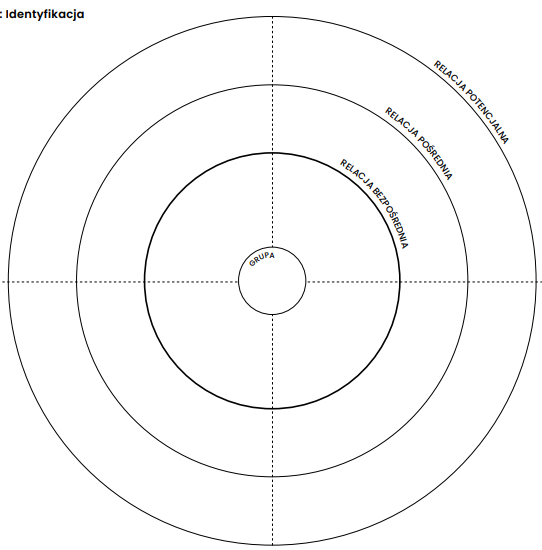 : Identyfikacja
RELACJA POTENCJALNA
RELACJA POŚREDNIA
RELACJA BEZPOŚREDNIA
GRUPA